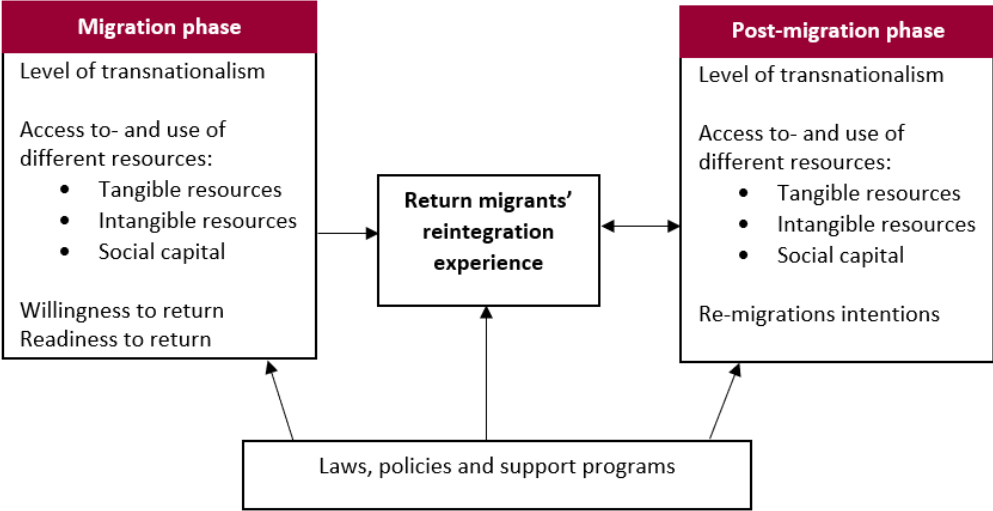 Migration phase
Level of transnationalism
Access to- and use of
different resources:
• Tangible resources
• Intangible resources
• Social capital
Willingness to return
Readiness to return
Return migrants’
reintegration
experience
Post-migration phase
Level of transnationalism
Access to- and use of
different resources:
• Tangible resources
• Intangible resources
• Social capital
Re-migrations intentions
Laws, policies and support programs